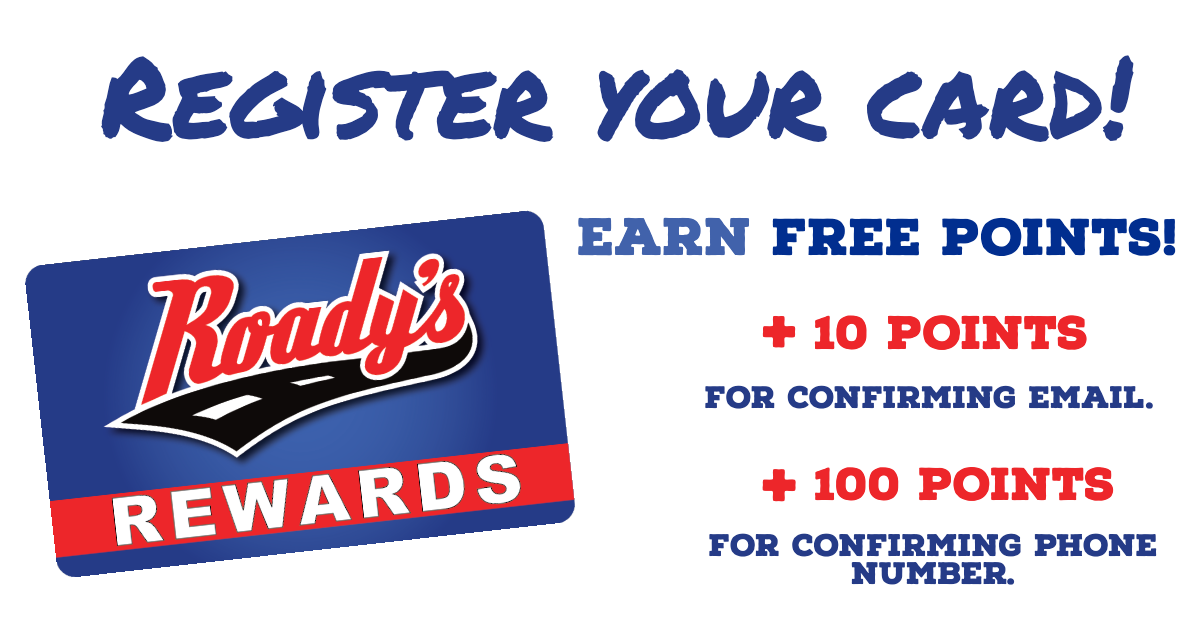 Register your card!
Roady's
REWARDS
EARN FREE POINTS!
+ 10 POINTS
FOR CONFIRMING EMAIL.
+ 100 POINTS
FOR CONFIRMING PHONE
NUMBER.